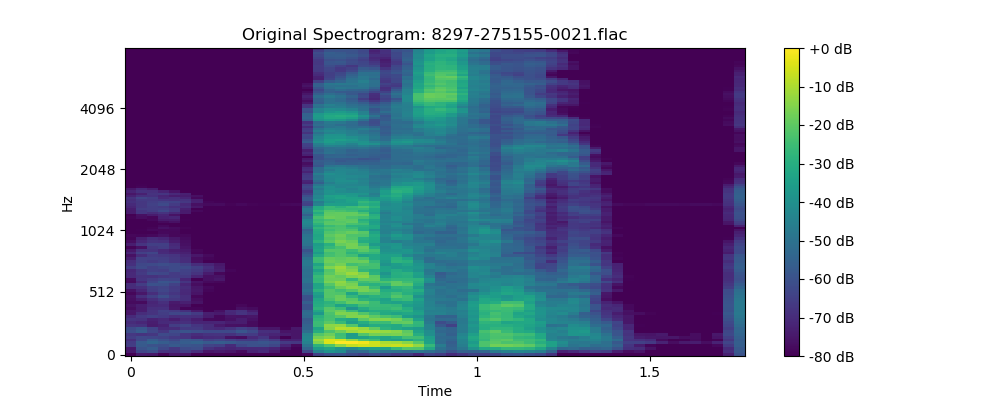 Original Spectrogram: 8297-275155-0021.flac
+0 dB
-10 dB
-20 dB
-30 dB
-40 dB
-50 dB
-60 dB
-70 dB
-80 dB
4096
2048
1024
512
0
Hz
0
0.5
1
1.5
Time